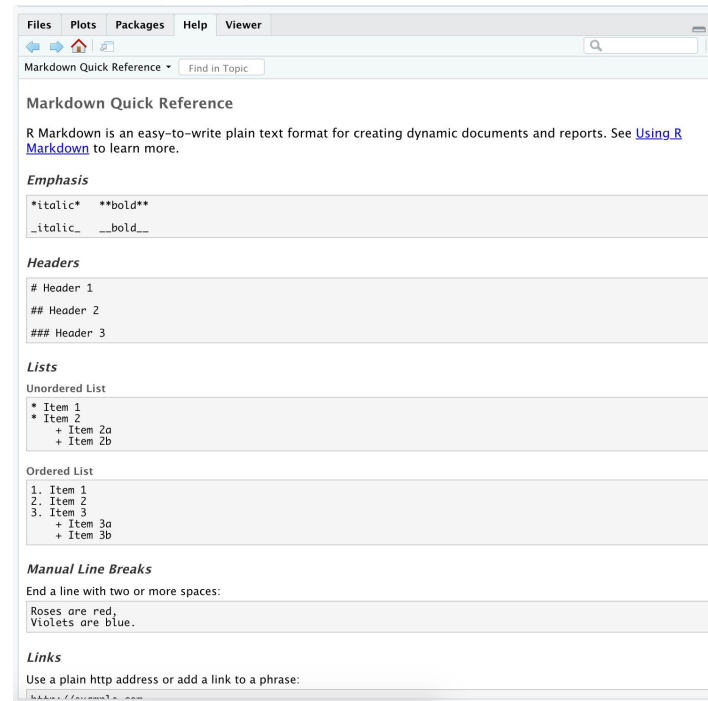 Files Plots Packages Help Viewer
Markdown Quick Reference Find in Topic
Markdown Quick Reference
R Markdown is an easy-to-write plain text format for creating dynamic documents and reports. See Using R
Markdown to learn more.
Emphasis
*italic*   **bold**
_italic_   __bold__
Headers
# Header 1
## Header 2
### Header 3
Lists
Unordered List
* Item 1
* Item 2
    + Item 2a
    + Item 2b
Ordered List
1. Item 1
2. Item 2
3. Item 3
    + Item 3a
    + Item 3b
Manual Line Breaks
End a line with two or more spaces:
Roses are red,
Violets are blue.
Links
Use a plain http address or add a link to a phrase:
http://example.com